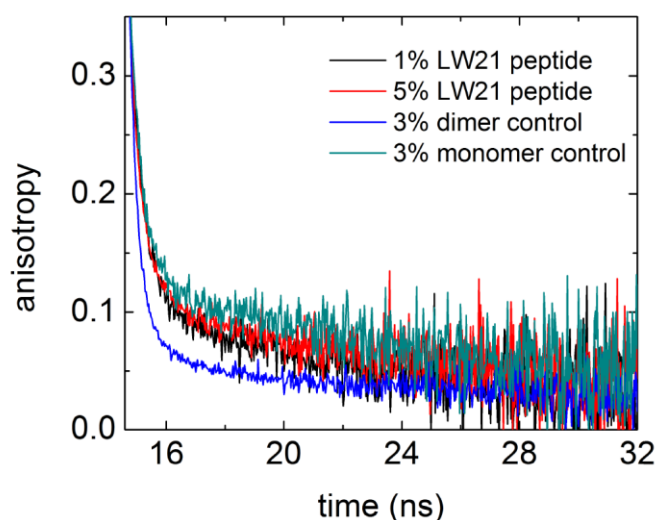 0.3
0.2
0.1
0.0
anisotropy
1% LW21 peptide
5% LW21 peptide
3% dimer control
3% monomer control
16 20 24 28 32
time (ns)